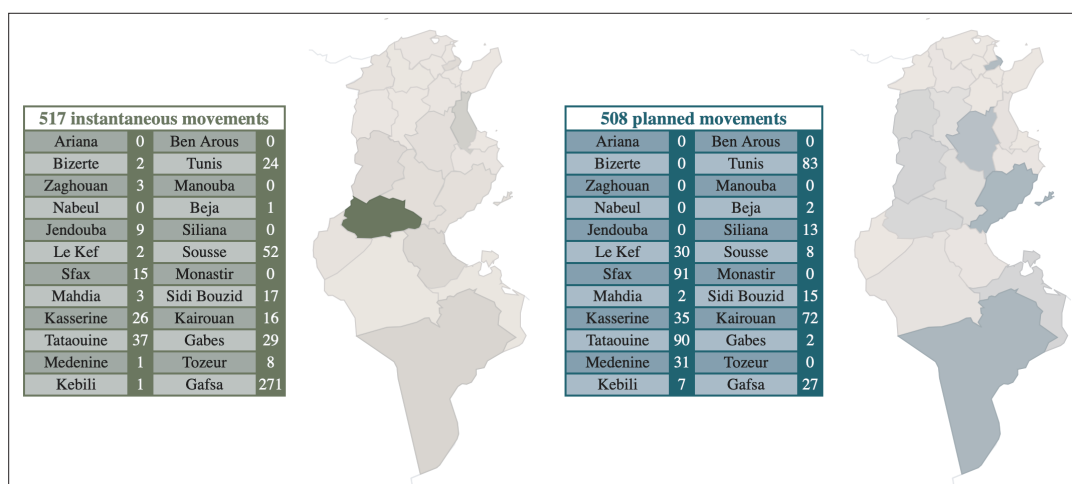 517 instantaneous movements
Ariana 0 Ben Arous 0
Bizerte 2 Tunis 24
Zaghouan 3 Manouba 0
Nabeul 0 Beja 1
Jendouba 9 Siliana 0
Le Kef 2 Sousse 52
Sfax 15 Monastir 0
Mahdia 3 Sidi Bouzid 17
Kasserine 26 Kairouan 16
Tataouine 37 Gabes 29
Medenine 1 Tozeur 8
Kebili 1 Gafsa 271
508 planned movements
Ariana 0 Ben Arous 0
Bizerte 0 Tunis 83
Zaghouan 0 Manouba 0
Nabeul 0 Beja 2
Jendouba 0 Siliana 13
Le Kef 30 Sousse 8
Sfax 91 Monastir 0
Mahdia 2 Sidi Bouzid 15
Kasserine 35 Kairouan 72
Tataouine 90 Gabes 2
Medenine 31 Tozeur 0
Kebili 7 Gafsa 27